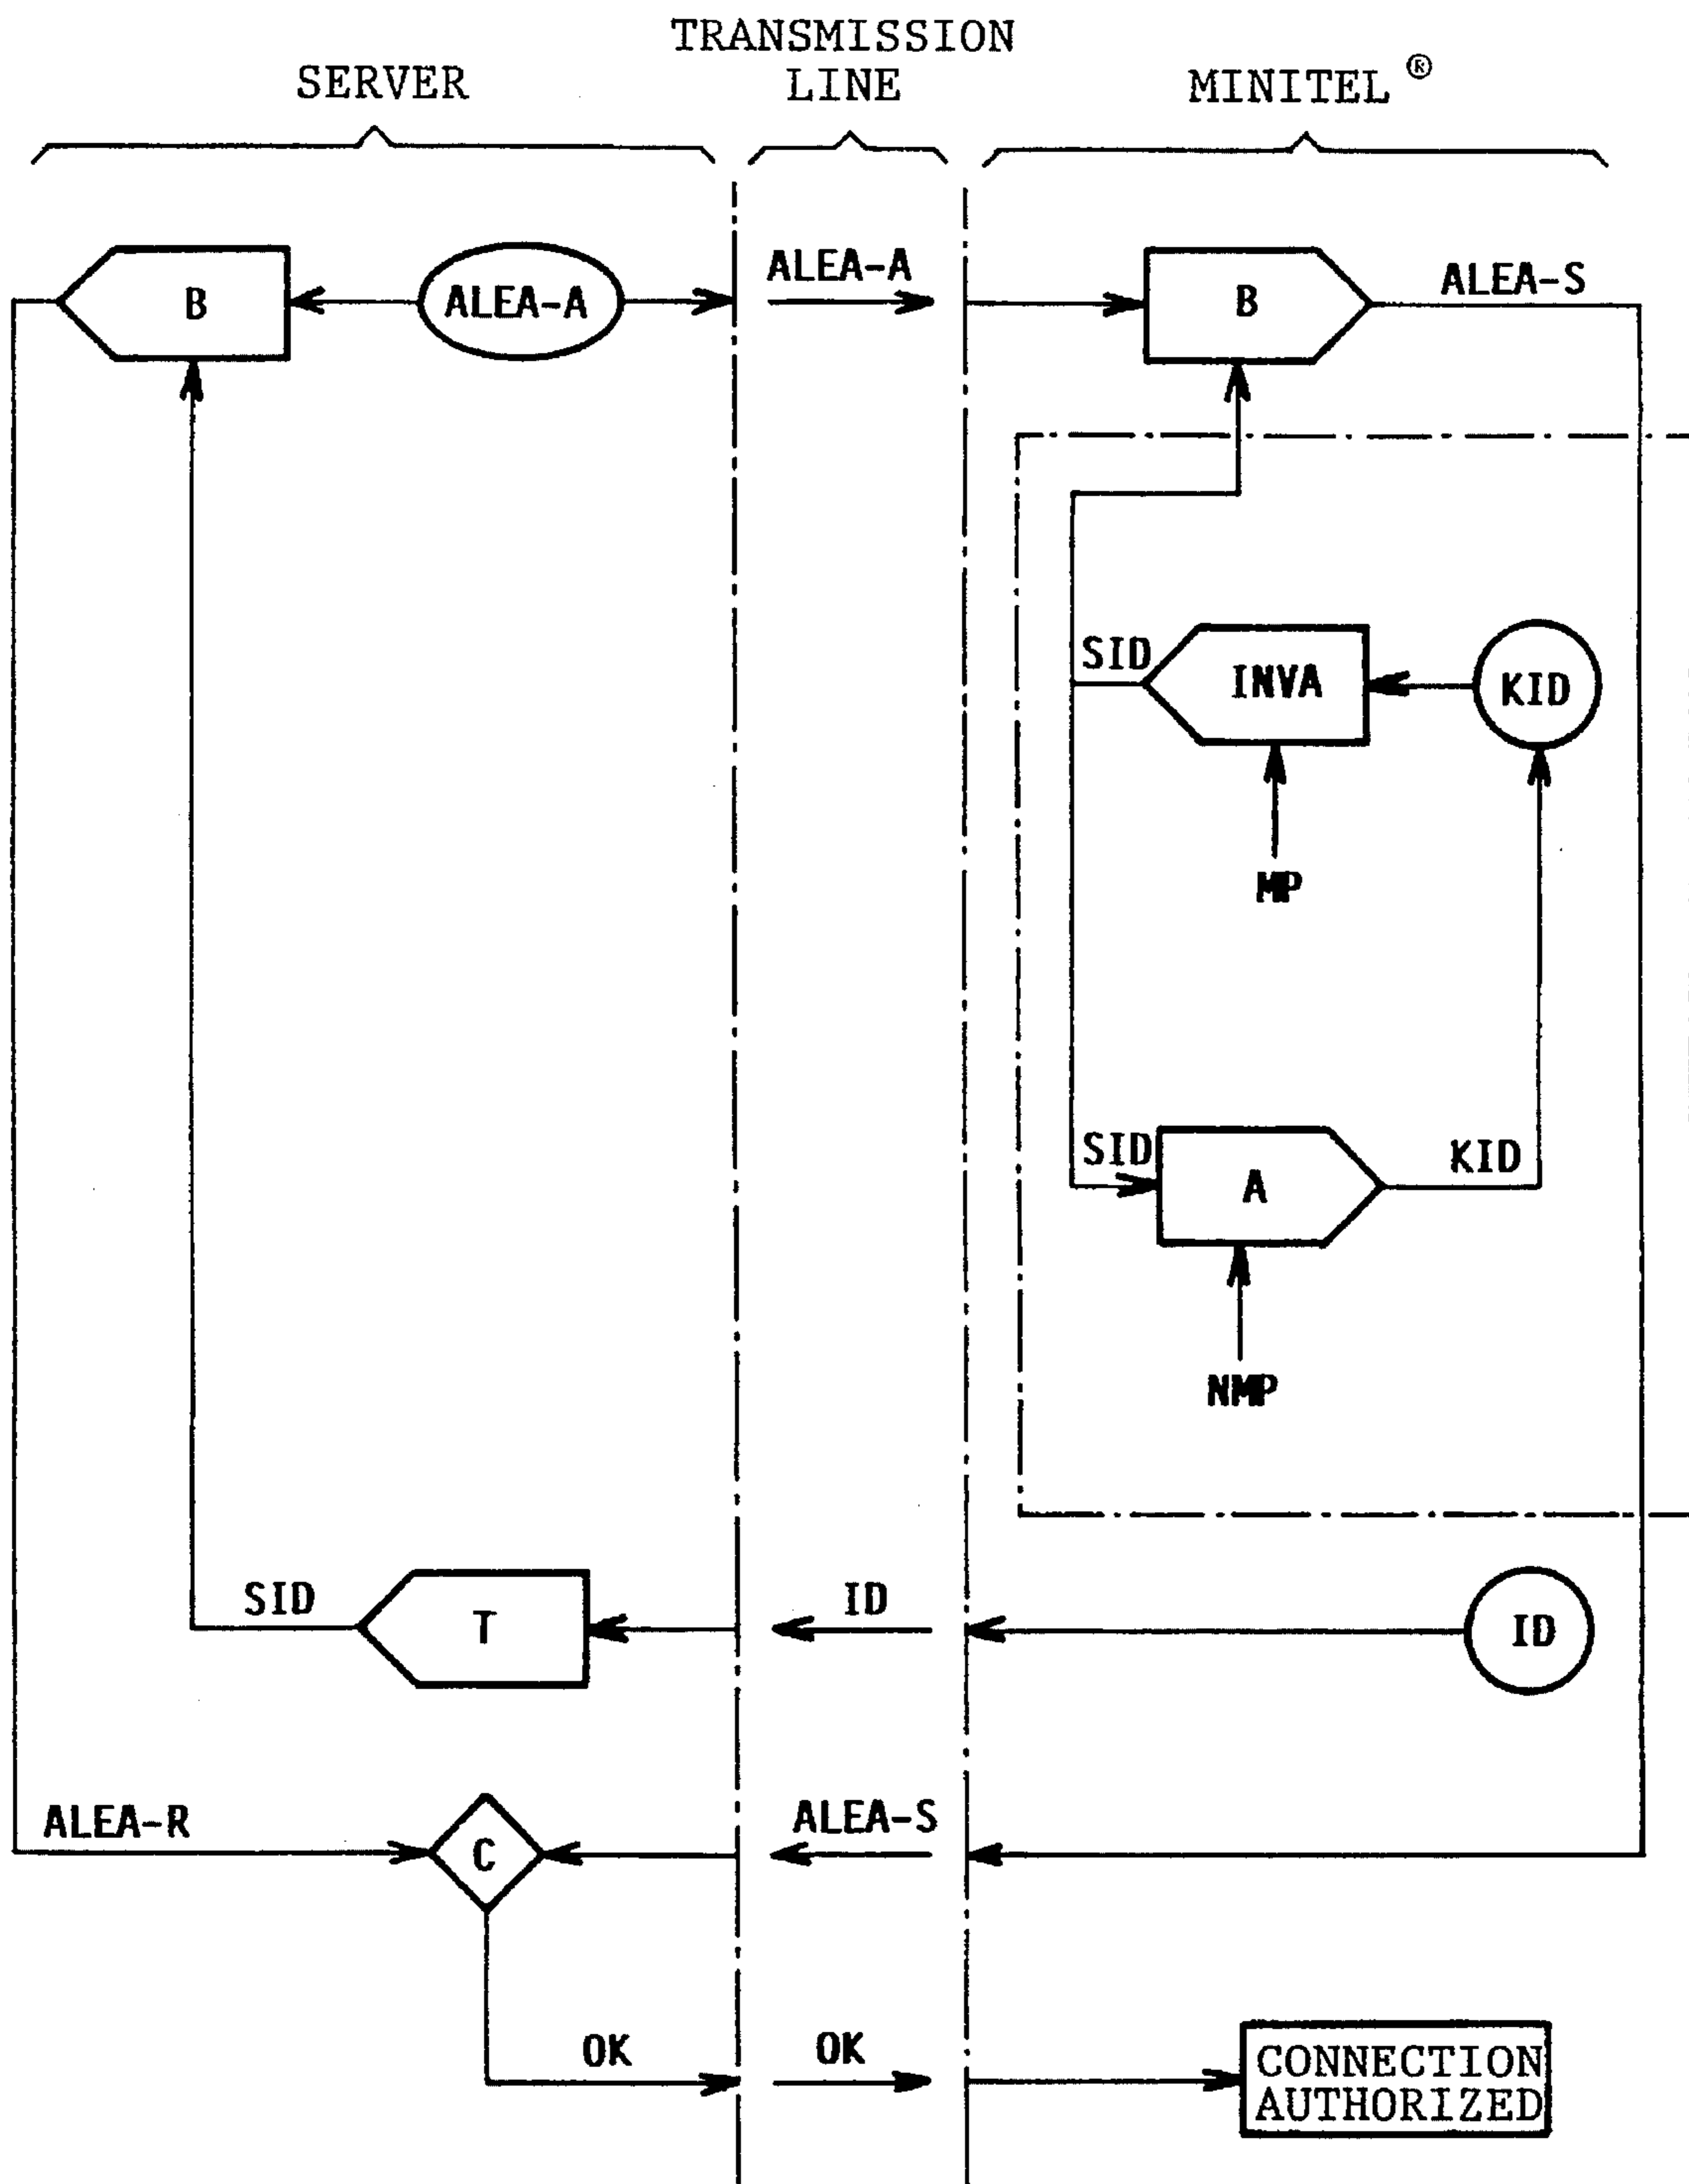 TRANSMISSION
SERVER
LINE
MINITEL ®
B
ALEA-A
ALEA-A
B
ALEA-S
SID
INVA
KID
MP
SID
A
KID
NMP
SID
T
ID
ID
ALEA-R
C
ALEA-S
OK
OK
CONNECTION
AUTHORIZED